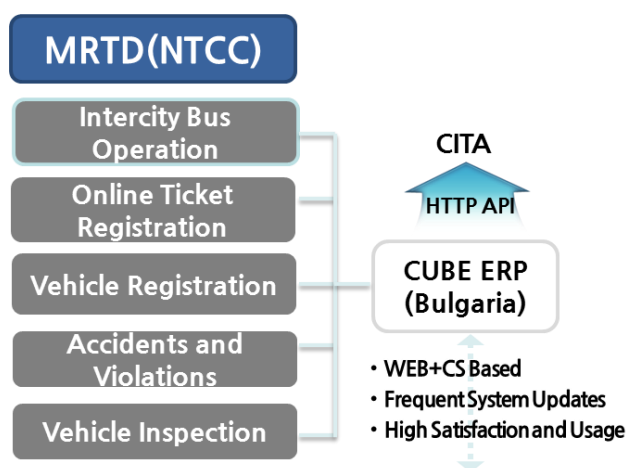 MRTD(NTCC)
Intercity Bus
Operation
Online Ticket
Registration
Vehicle Registration
Accidents and
Violations
Vehicle Inspection
CITA
HTTP API
CUBE ERP
(Bulgaria)
• WEB+CS Based
• Frequent System Updates
• High Satisfaction and Usage